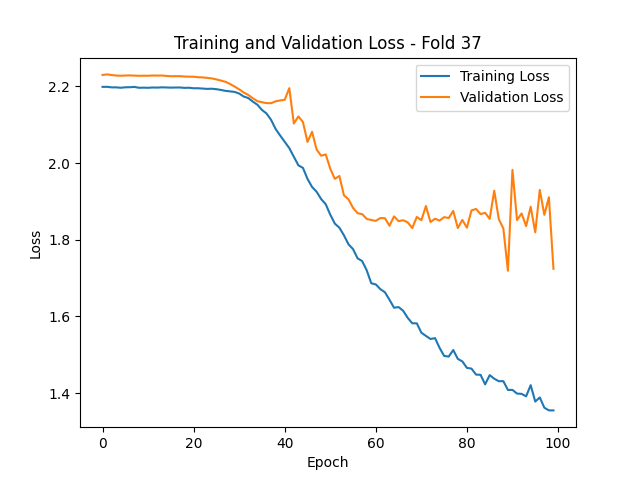 Training and Validation Loss - Fold 37
Training Loss
Validation Loss
Loss
2.2
2.0
1.8
1.6
1.4
0 20 40 60 80 100
Epoch